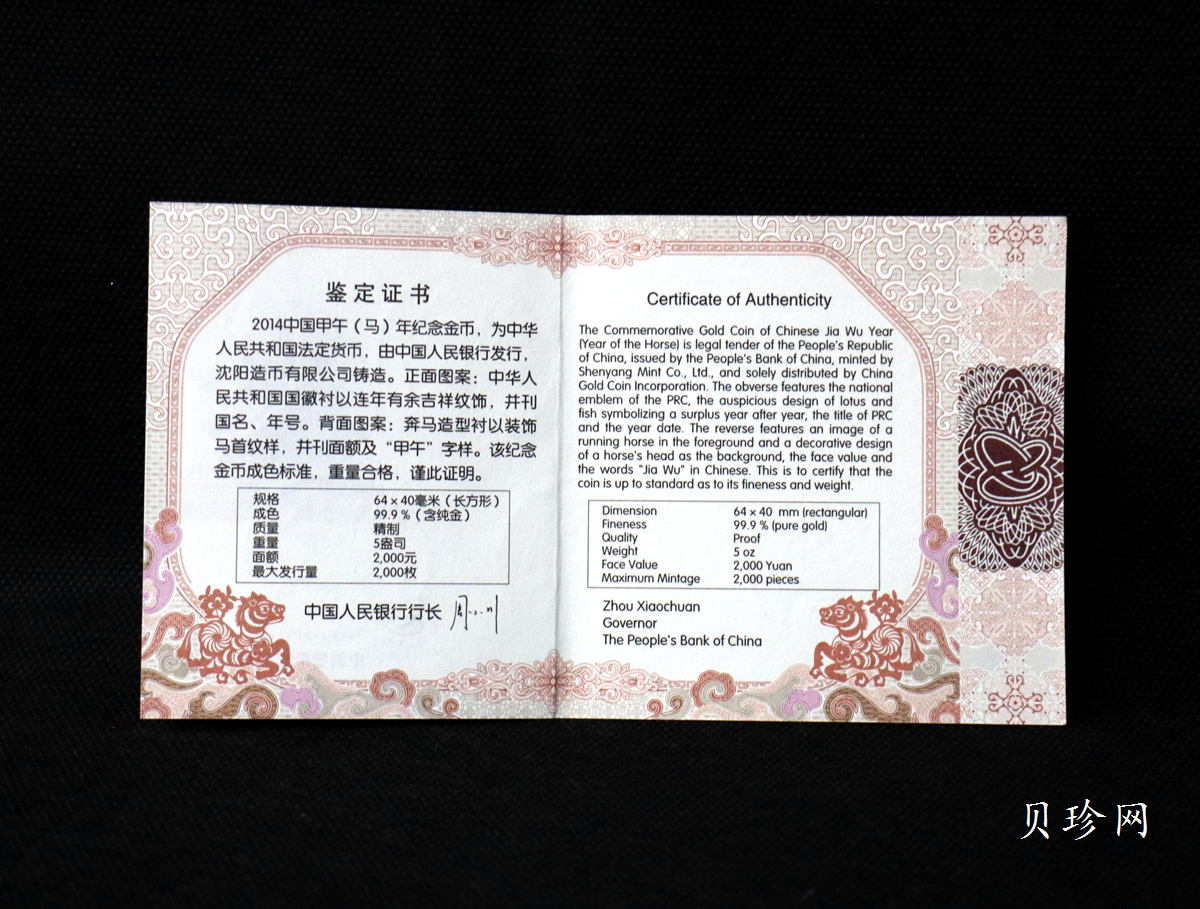 鉴定证书
2014中国甲午（马）年纪念金币，为中华
人民共和国法定货币，由中国人民银行发行，
沈阳造币有限公司铸造。正面图案：中华人
民共和国国徽衬以连年有余吉祥纹饰，并刊
国名、年号。背面图案：奔马造型衬以装饰
马首纹样，并刊面额及“甲午”字样。该纪念
金币成色标准，重量合格，谨此证明。
规格 64×40毫米（长方形）
成色 99.9％（含纯金）
质量 精制
重量 5盎司
面额 2,000元
最大发行量 2,000枚
中国人民银行行长
Certificate of Authenticity
The Commemorative Gold Coin of Chinese Jia Wu Year
(Year of the Horse) is legal tender of the People's Republic
of China, issued by the People's Bank of China, minted by
Shenyang Mint Co., Ltd., and solely distributed by China
Gold Coin Incorporation. The obverse features the national
emblem of the PRC, the auspicious design of lotus and
fish symbolizing a surplus year after year, the title of PRC
and the year date. The reverse features an image of a
running horse in the foreground and a decorative design
of a horse's head as the background, the face value and
the words "Jia Wu" in Chinese. This is to certify that the
coin is up to standard as to its fineness and weight.
Dimension 64×40 mm (rectangular)
Fineness 99.9 % (pure gold)
Quality Proof
Weight 5 oz
Face Value 2,000 Yuan
Maximum Mintage 2,000 pieces
Zhou Xiaochuan
Governor
The People's Bank of China
贝珍网